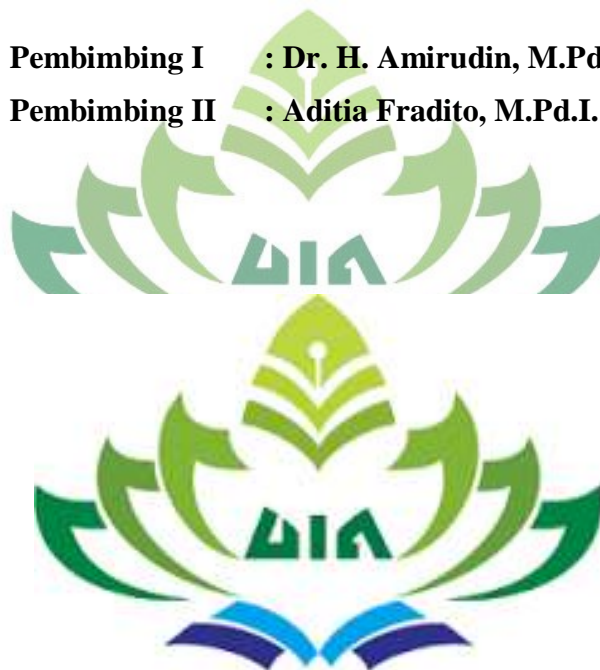 Pembimbing I : Dr. H. Amirudin, M.Pd
Pembimbing II : Aditia Fradito, M.Pd.I.
UIN
UIN